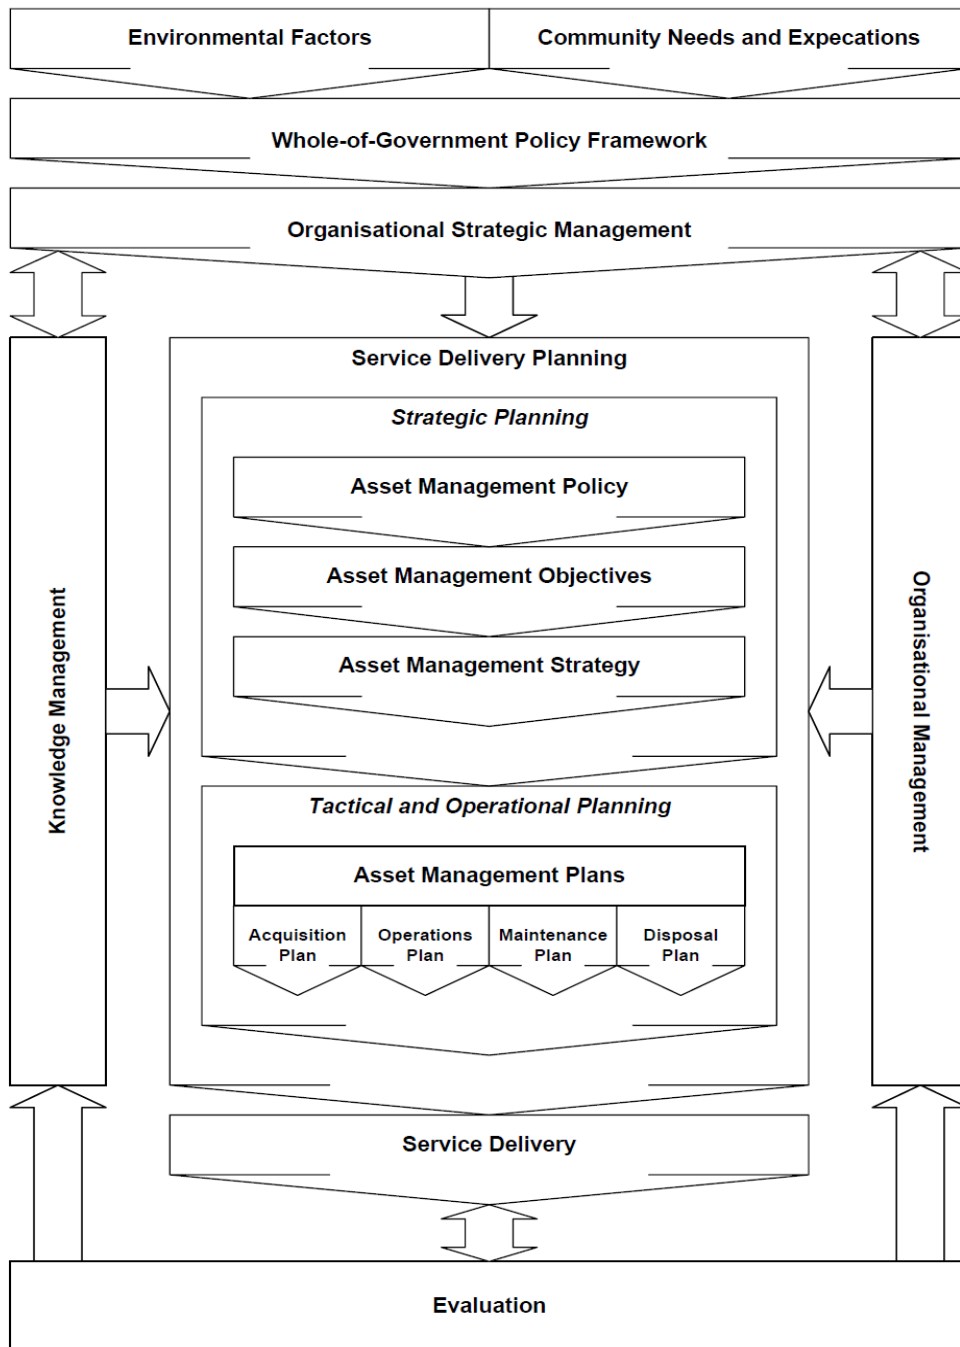 Environmental Factors
Community Needs and Expecations
Whole-of-Government Policy Framework
Organisational Strategic Management
Service Delivery Planning
Strategic Planning
Asset Management Policy
Asset Management Objectives
Asset Management Strategy
Knowledge Management
Organisational Management
Tactical and Operational Planning
Asset Management Plans
Acquisition
Plan
Operations
Plan
Maintenance
Plan
Disposal
Plan
Service Delivery
Evaluation